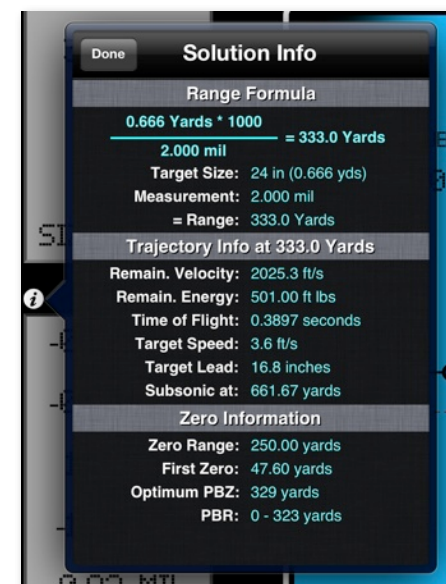 Done
Solution Info
Range Formula
0.666 Yards * 1000
= 333.0 Yards
2.000 mil
Target Size: 24 in (0.666 yds)
Measurement: 2.000 mil
= Range: 333.0 Yards
Trajectory Info at 333.0 Yards
Remain. Velocity: 2025.3 ft/s
Remain. Energy: 501.00 ft lbs
Time of Flight: 0.3897 seconds
Target Speed: 3.6 ft/s
Target Lead: 16.8 inches
Subsonic at: 661.67 yards
Zero Information
Zero Range: 250.00 yards
First Zero: 47.60 yards
Optimum PBZ: 329 yards
PBR: 0 - 323 yards